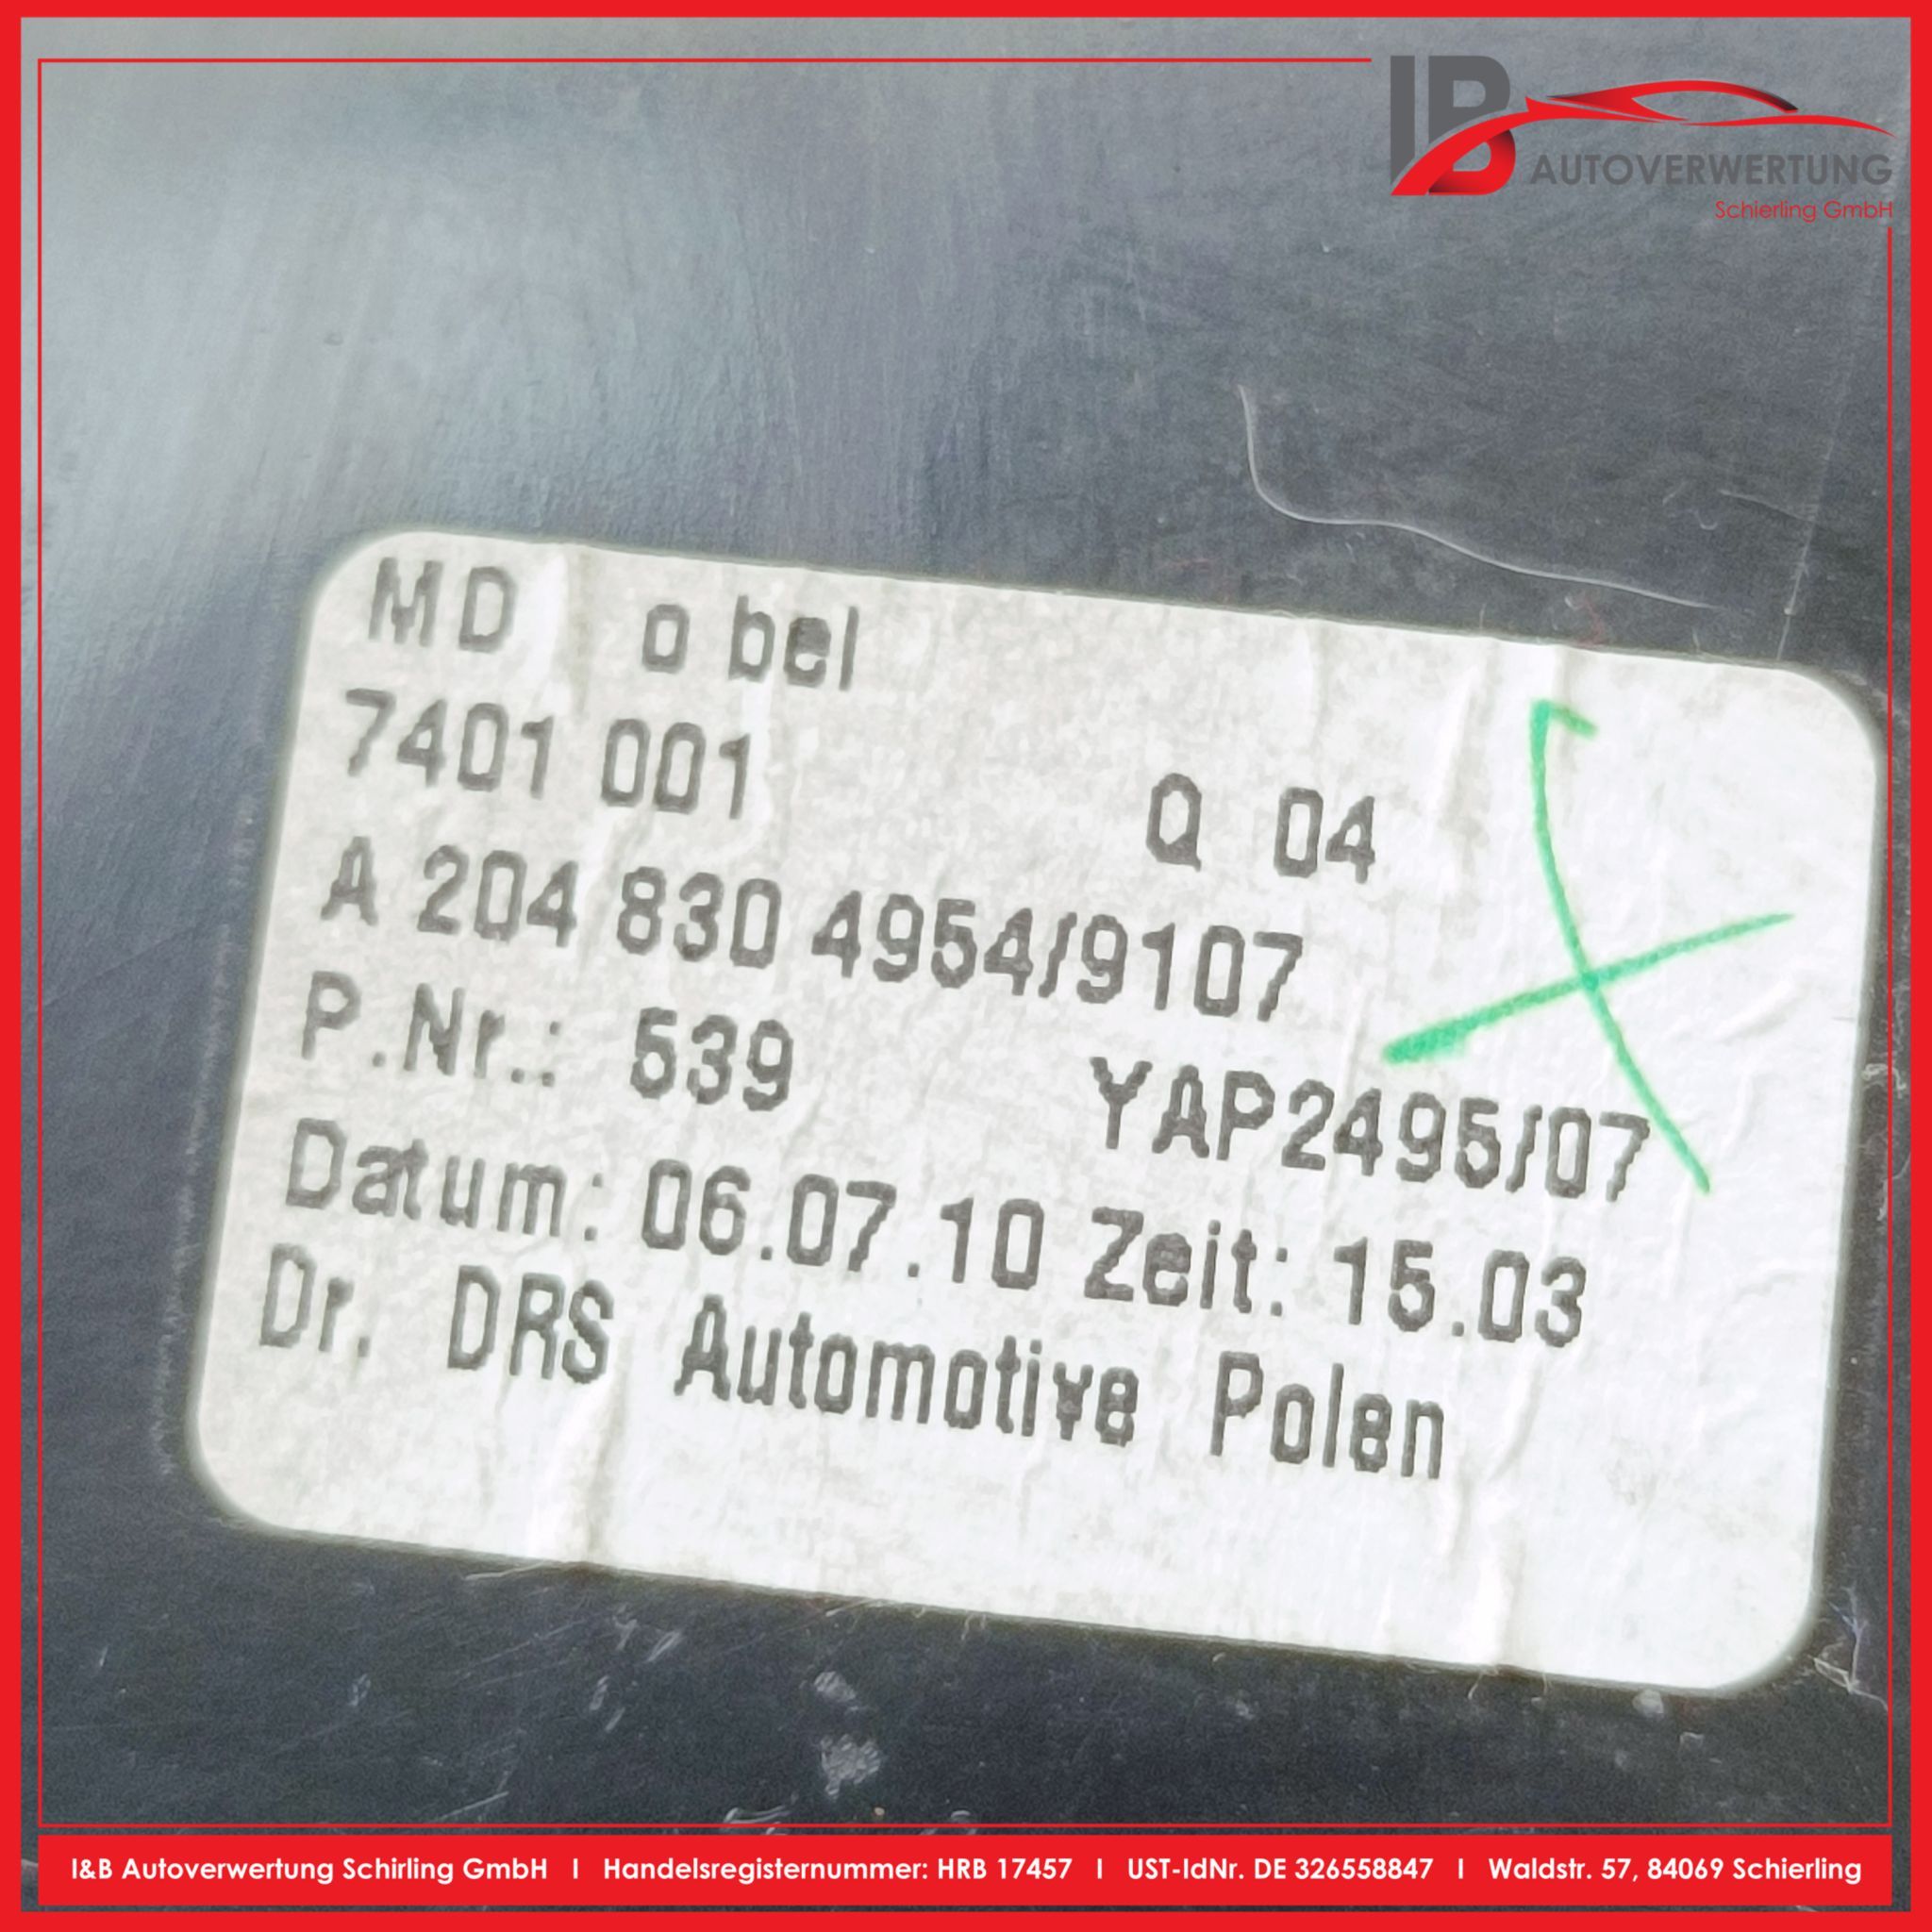 IB
AUTOVERWERTUNG
Schierling GmbH
MD o bel
7401 001 Q 04
A 204 830 4954/9107
P.Nr.: 539 YAP2495/07
Datum: 06.07.10 Zeit: 15.03
Dr. DRS Automotive Polen
I&B Autoverwertung Schirling GmbH I Handelsregisternummer: HRB 17457 I UST-IdNr. DE 326558847 I Waldstr. 57, 84069 Schierling